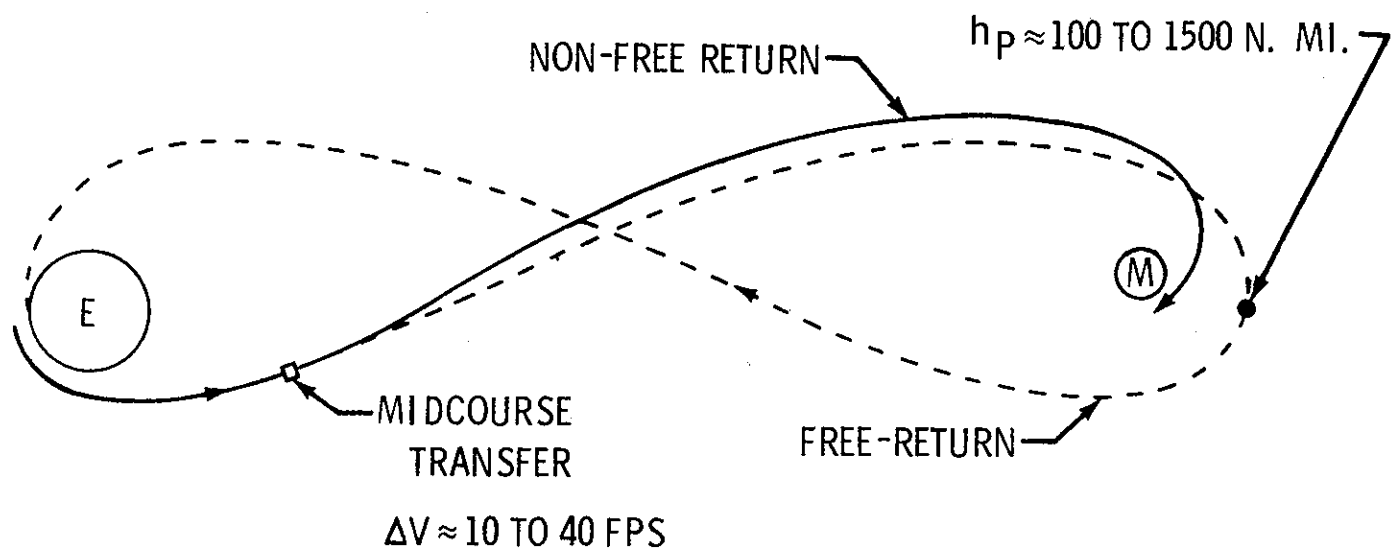 hp ≈ 100 TO 1500 N. MI.
NON-FREE RETURN
E
M
MIDCOURSE
TRANSFER
ΔV ≈ 10 TO 40 FPS
FREE-RETURN